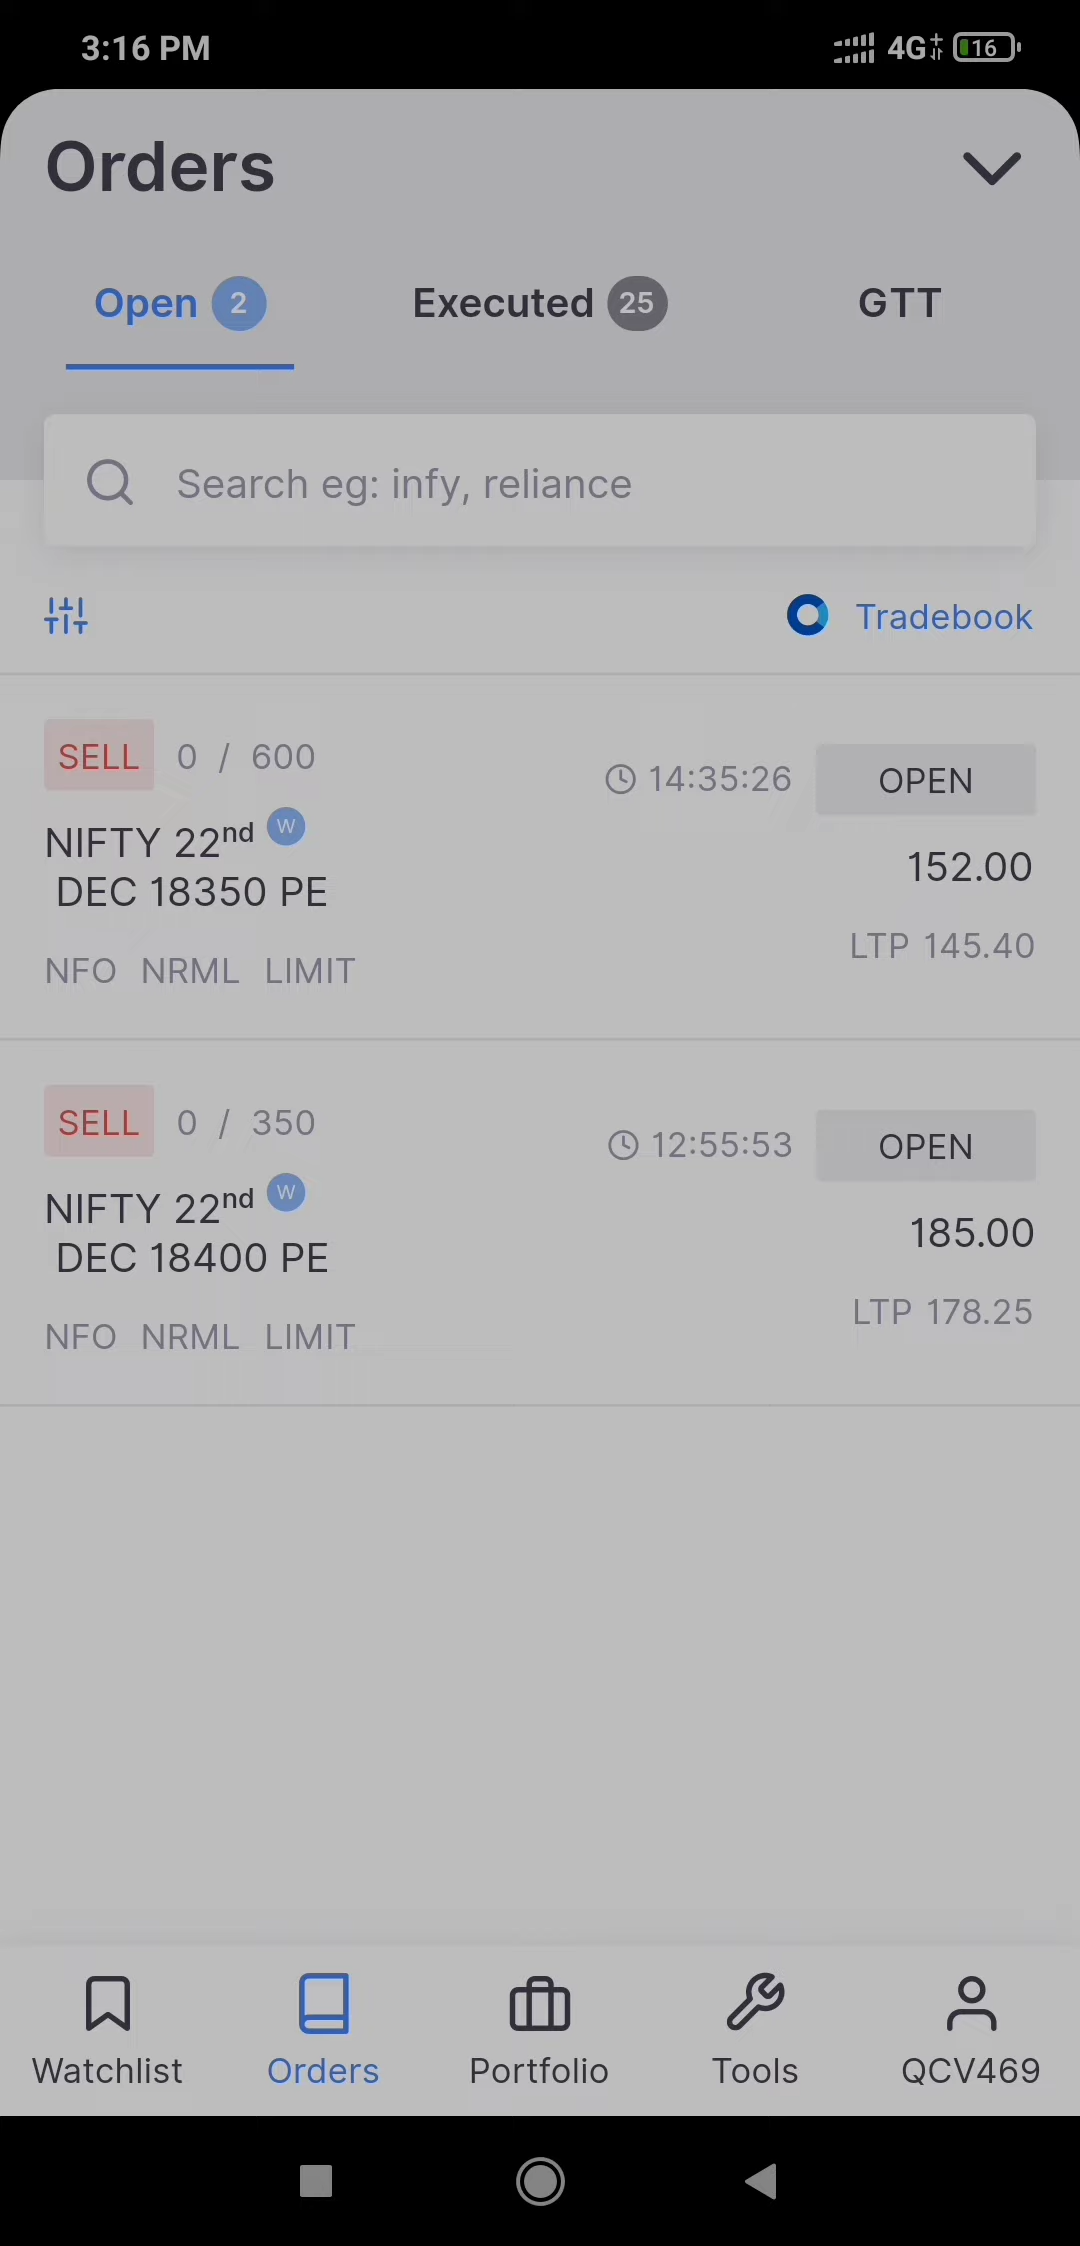 3:16 PM 4G+ 16
Orders
Open 2 Executed 25 GTT
Search eg: infy, reliance
Tradebook
SELL 0 / 600 14:35:26 OPEN
NIFTY 22nd W 152.00
DEC 18350 PE
LTP 145.40
NFO NRML LIMIT
SELL 0 / 350 12:55:53 OPEN
NIFTY 22nd W 185.00
DEC 18400 PE
LTP 178.25
NFO NRML LIMIT
Watchlist Orders Portfolio Tools QCV469